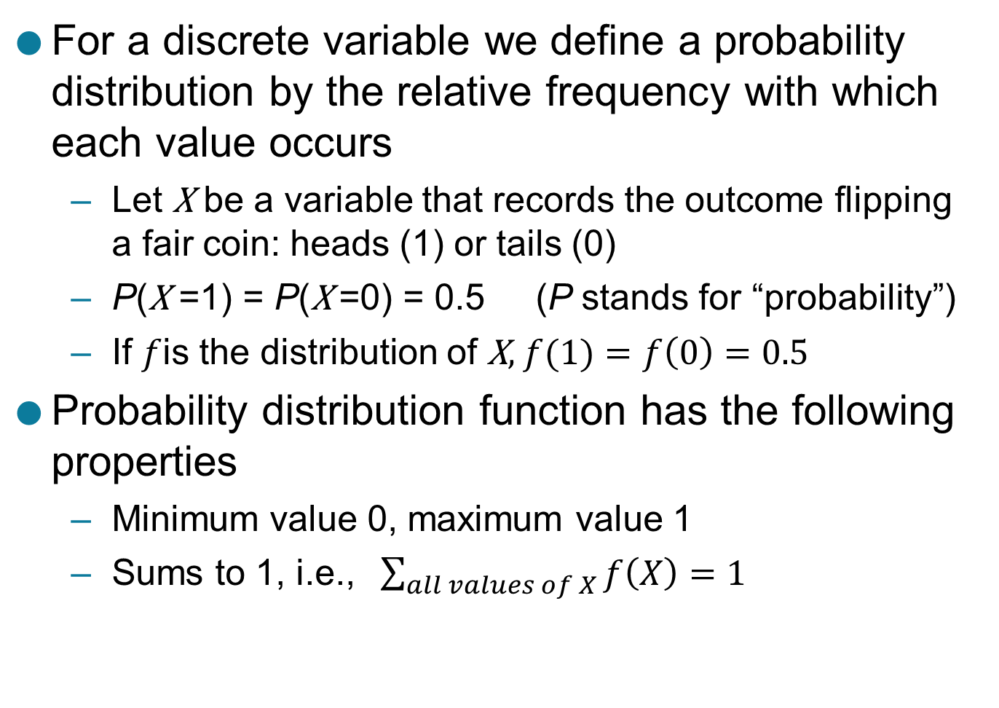 ● For a discrete variable we define a probability
distribution by the relative frequency with which
each value occurs
– Let X be a variable that records the outcome flipping
a fair coin: heads (1) or tails (0)
– P(X=1) = P(X=0) = 0.5 (P stands for “probability”)
– If f is the distribution of X, f(1) = f(0) = 0.5
● Probability distribution function has the following
properties
– Minimum value 0, maximum value 1
– Sums to 1, i.e., ∑all values of X f(X) = 1